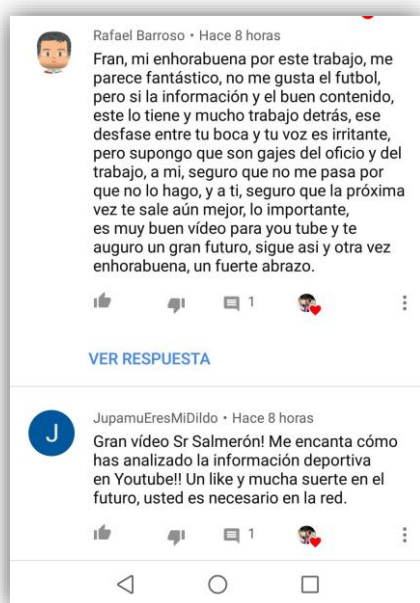 Rafael Barroso • Hace 8 horas
Fran, mi enhorabuena por este trabajo, me
parece fantástico, no me gusta el futbol,
pero si la información y el buen contenido,
este lo tiene y mucho trabajo detrás, ese
desfase entre tu boca y tu voz es irritante,
pero supongo que son gajes del oficio y del
trabajo, a mi, seguro que no me pasa por
que no lo hago, y a ti, seguro que la próxima
vez te sale aún mejor, lo importante,
es muy buen vídeo para you tube y te
auguro un gran futuro, sigue asi y otra vez
enhorabuena, un fuerte abrazo.
1
VER RESPUESTA
J
JupamuEresMiDildo • Hace 8 horas
Gran vídeo Sr Salmerón! Me encanta cómo
has analizado la información deportiva
en Youtube!! Un like y mucha suerte en el
futuro, usted es necesario en la red.
1